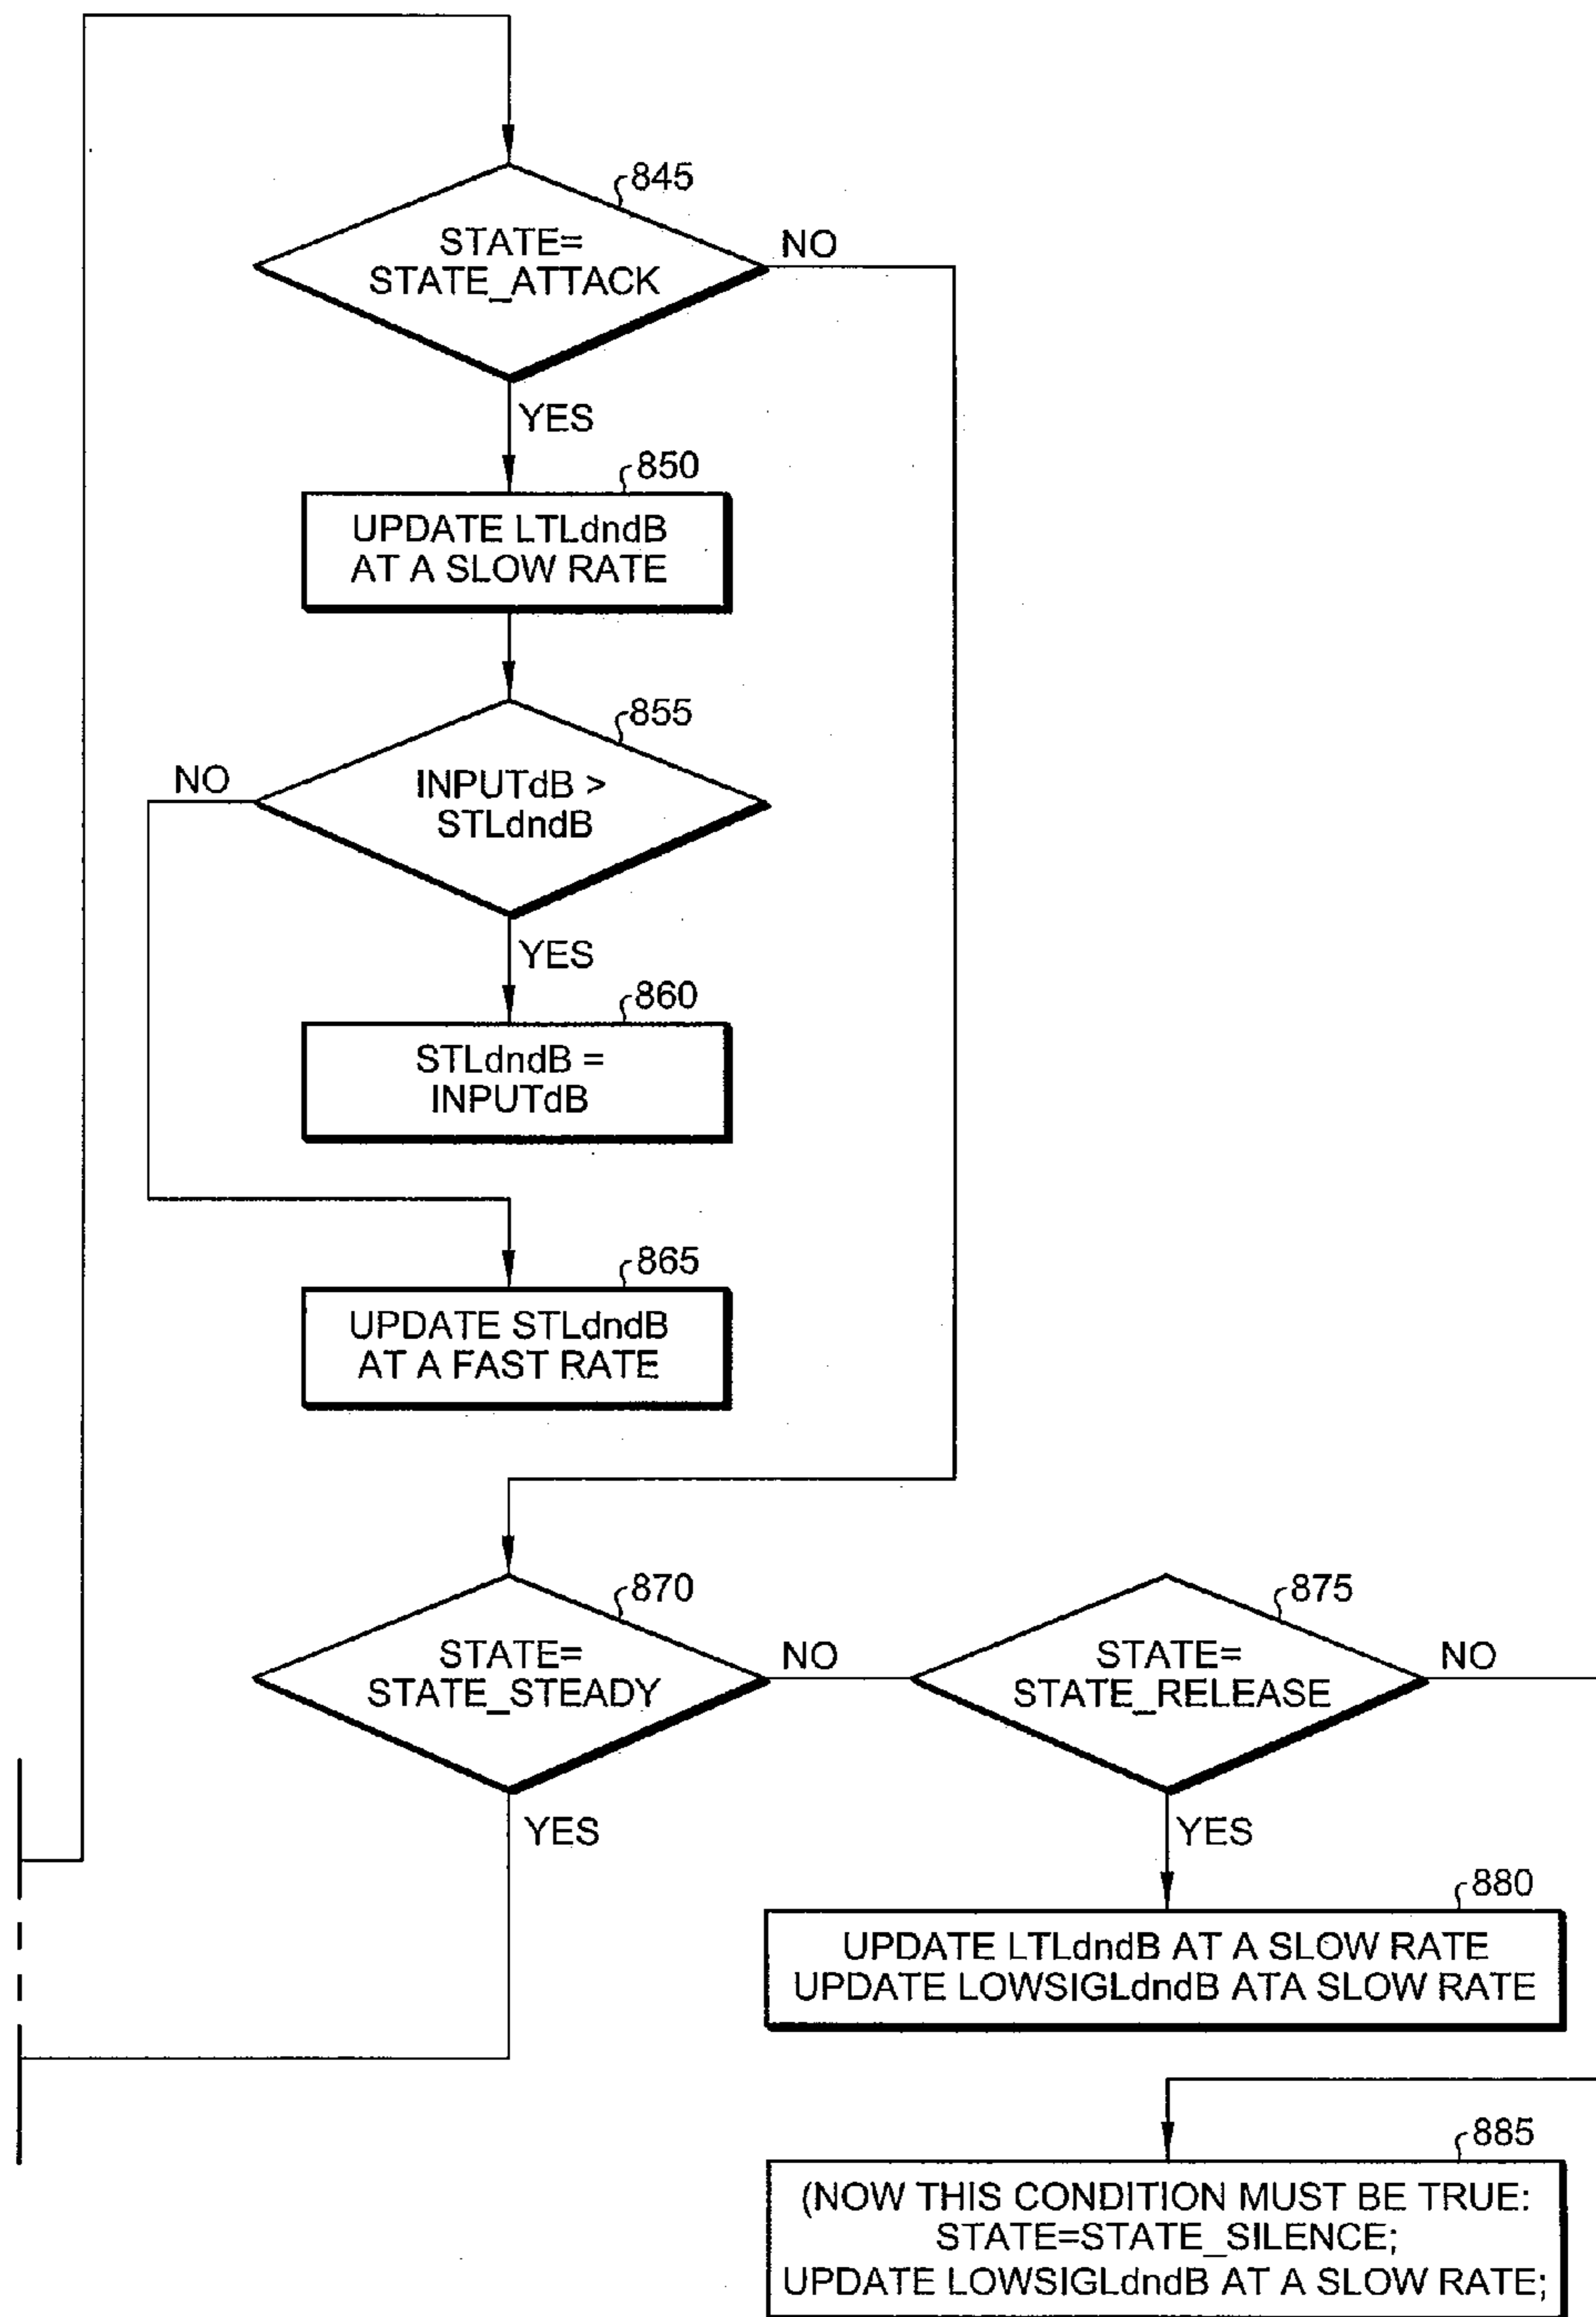 845
STATE=
STATE_ATTACK
NO
YES
850
UPDATE LTLdndB
AT A SLOW RATE
855
NO
INPUTdB >
STLdndB
YES
860
STLdndB =
INPUTdB
865
UPDATE STLdndB
AT A FAST RATE
870
STATE=
STATE_STEADY
NO
YES
875
STATE=
STATE_RELEASE
NO
YES
880
UPDATE LTLdndB AT A SLOW RATE
UPDATE LOWSIGLdndB ATA SLOW RATE
885
(NOW THIS CONDITION MUST BE TRUE:
STATE=STATE_SILENCE;
UPDATE LOWSIGLdndB AT A SLOW RATE;